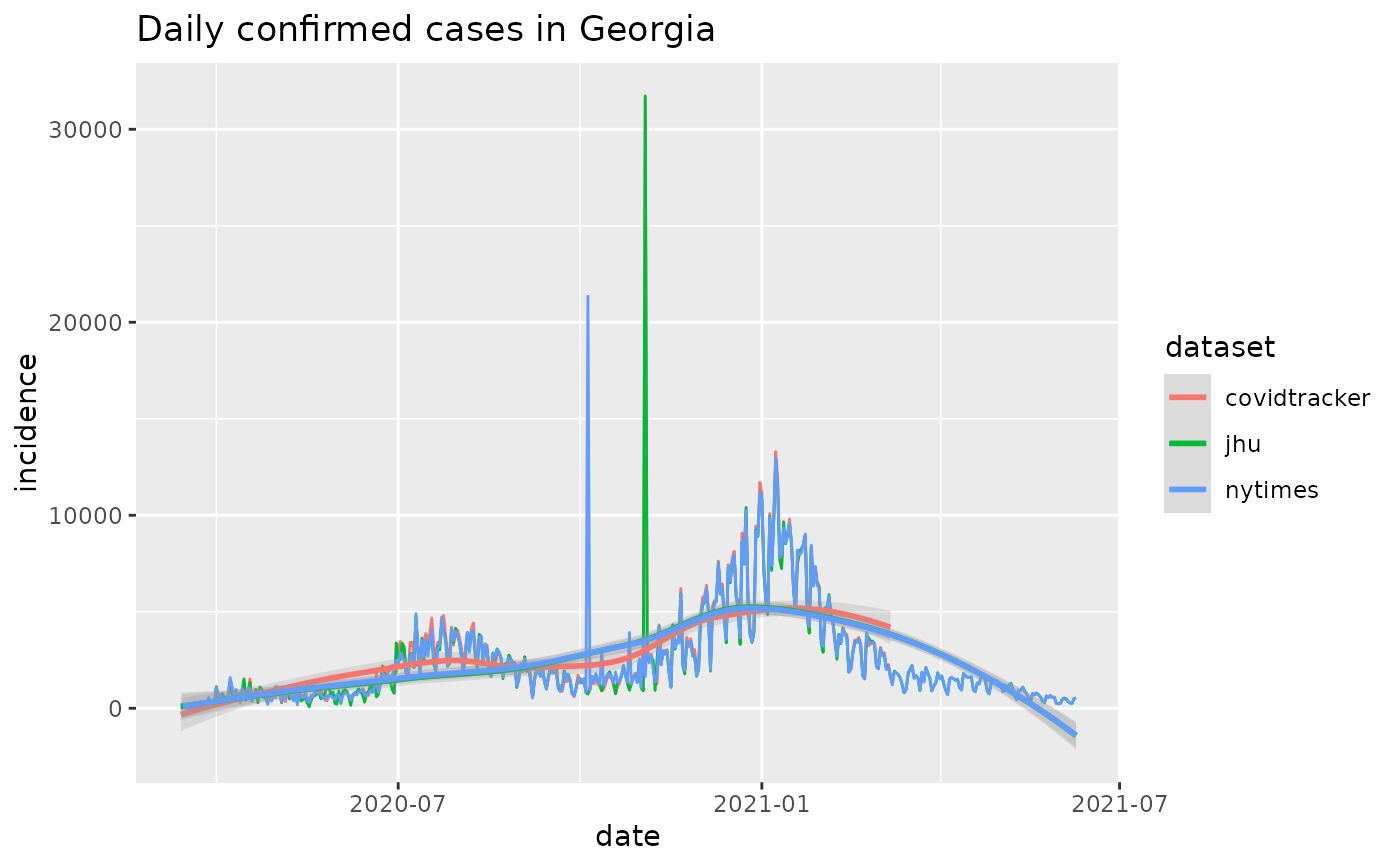 Daily confirmed cases in Georgia
30000
20000
10000
0
incidence
2020-07
2021-01
2021-07
date
dataset
covidtracker
jhu
nytimes